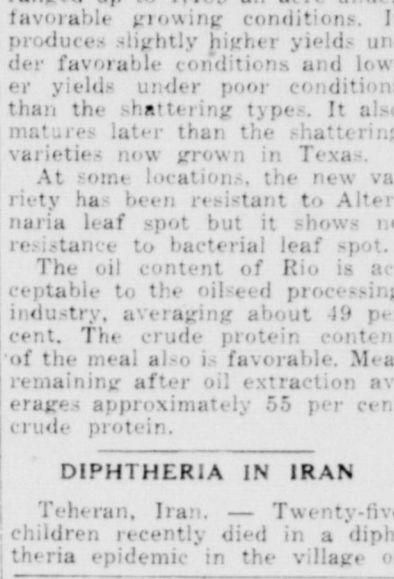 favorable growing conditions. I
produces slightly higher yields un
der favorable conditions and low
er yields under poor condition
than the shattering types. It als
matures later than the shattering
varieties now grown in Texas.
At some locations, the new va
riety has been resistant to Alter
naria leaf spot but it shows n
resistance to bacterial leaf spot.
The oil content of Rio is ac
ceptable to the oilseed processing
industry, averaging about 49 pe
cent. The crude protein conten
of the meal also is favorable. Mea
remaining after oil extraction av
erages approximately 55 per cen
crude protein.
DIPHTHERIA IN IRAN
Teheran, Iran. — Twenty-five
children recently died in a diph
theria epidemic in the village o